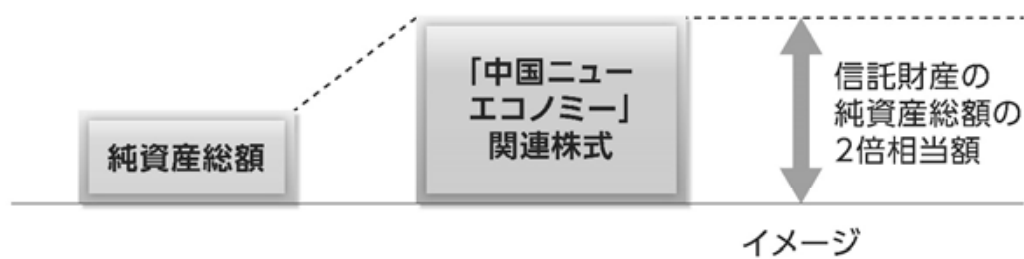 純資産総額
「中国ニュー
エコノミー」
関連株式
信託財産の
純資産総額の
2倍相当額
イメージ